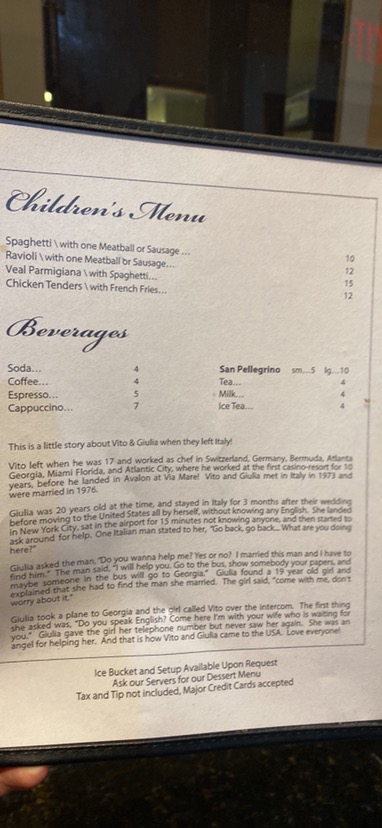 Children's Menu
Spaghetti \ with one Meatball or Sausage ... 10
Ravioli \ with one Meatball or Sausage... 12
Veal Parmigiana \ with Spaghetti... 15
Chicken Tenders \ with French Fries... 12
Beverages
Soda... 4 San Pellegrino sm...5 lg...10
Coffee... 4 Tea... 4
Espresso... 5 Milk... 4
Cappuccino... 7 Ice Tea... 4
This is a little story about Vito & Giulia when they left Italy!
Vito left when he was 17 and worked as chef in Switzerland, Germany, Bermuda, Atlanta
Georgia, Miami Florida, and Atlantic City, where he worked at the first casino-resort for 10
years, before he landed in Avalon at Via Mare! Vito and Giulia met in Italy in 1973 and
were married in 1976.
Giulia was 20 years old at the time, and stayed in Italy for 3 months after their wedding
before moving to the United States All by herself, without knowing any English. She landed
in New York City, sat in the airport for 15 minutes not knowing anyone, and then started to
ask around for help. One Italian man stated to her, "Go back, go back... What are you doing
here?"
Giulia asked the man, "Do you wanna help me? Yes or no? I married this man and I have to
find him." The man said, "I will help you. Go to the bus, show somebody your papers, and
maybe someone in the bus will go to Georgia." Giulia found a 19 year old girl and
explained that she had to find the man she married. The girl said, "come with me, don't
worry about it."
Giulia took a plane to Georgia and the girl called Vito over the intercom. The first thing
she asked was, "Do you speak English? Come here I'm with your wife who is waiting for
you." Giulia gave the girl her telephone number but never saw her again. She was an
angel for helping her. And that is how Vito and Giulia came to the USA. Love everyone!
Ice Bucket and Setup Available Upon Request
Ask our Servers for our Dessert Menu
Tax and Tip not included, Major Credit Cards accepted